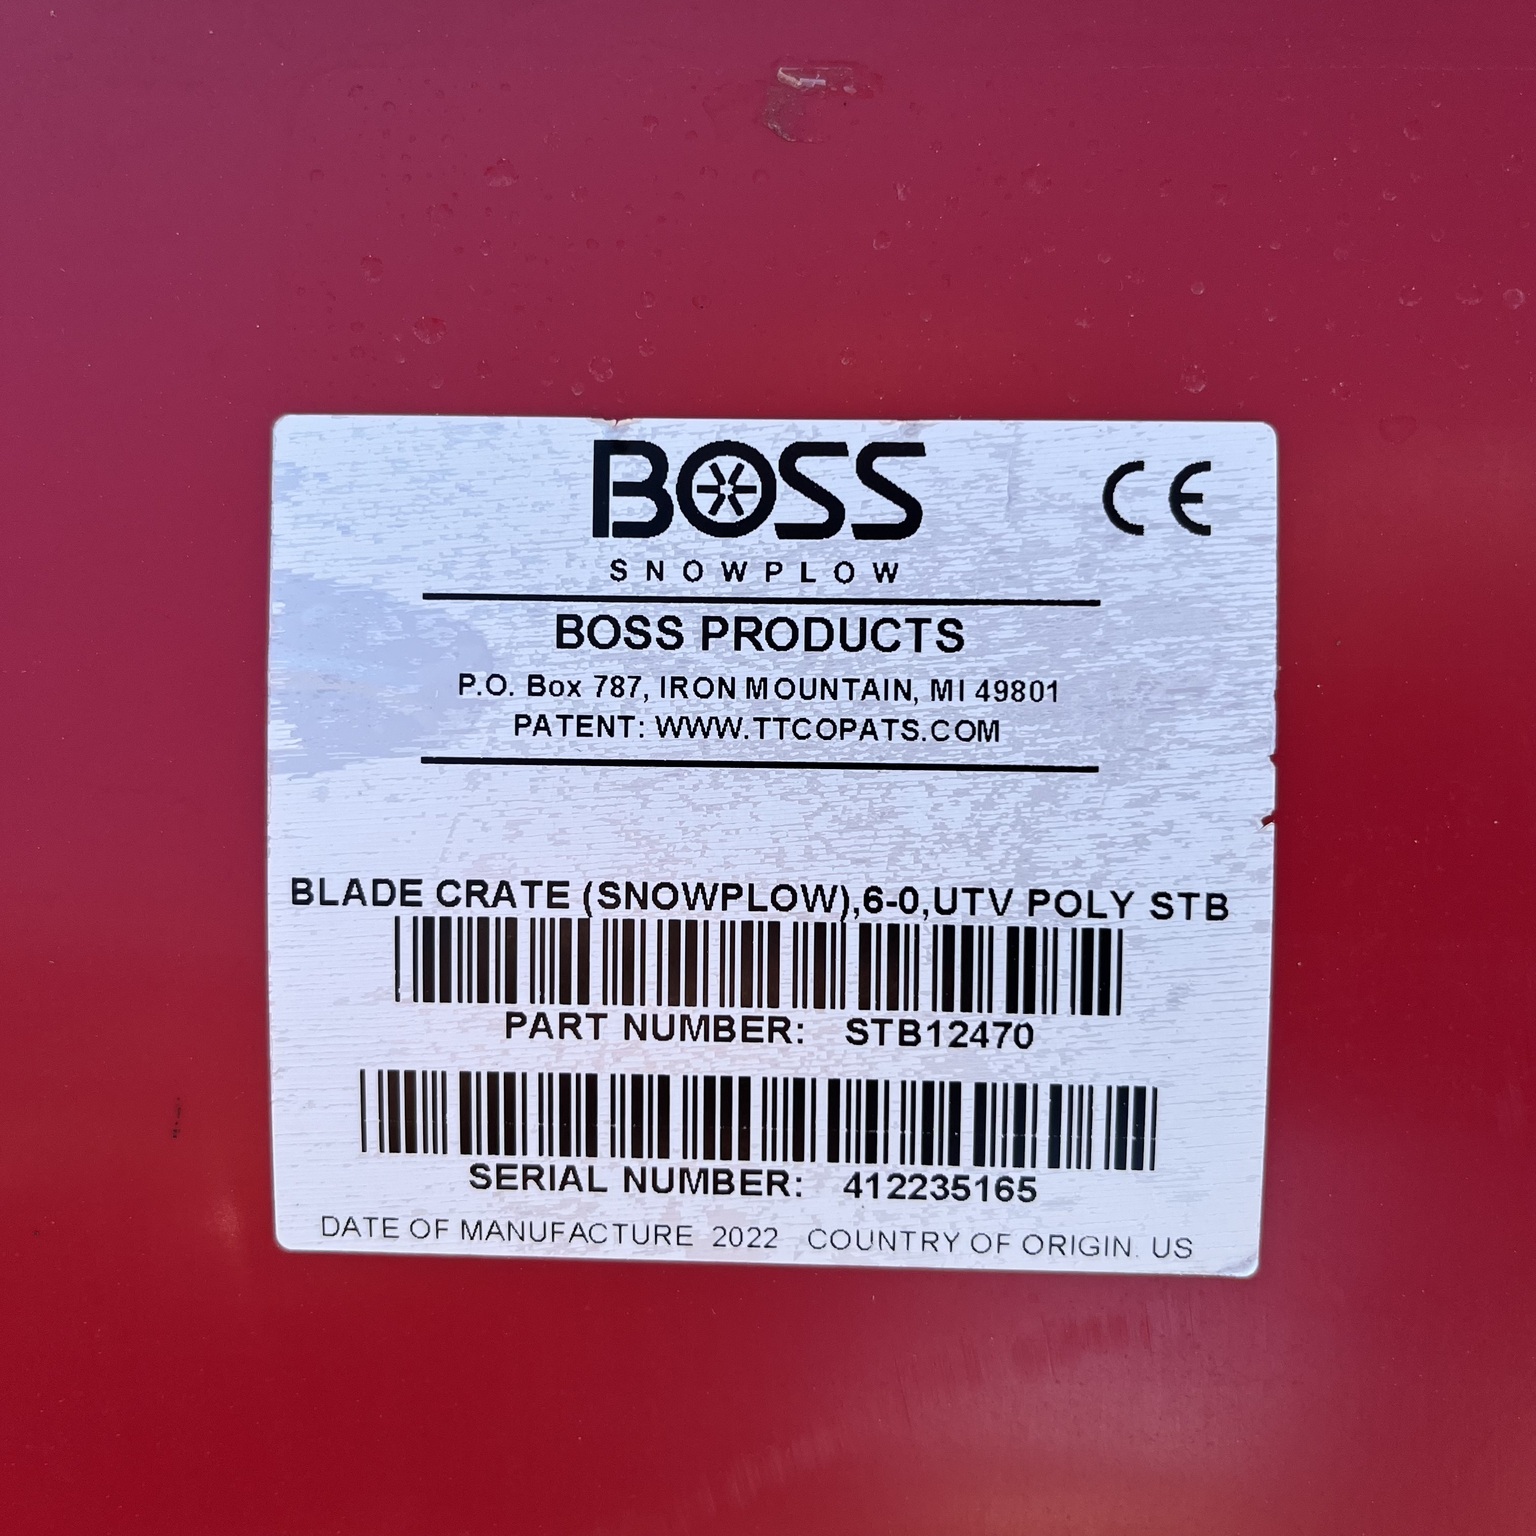 BOSS
SNOWPLOW
CE
BOSS PRODUCTS
P.O. Box 787, IRON MOUNTAIN, MI 49801
PATENT: WWW.TTCOPATS.COM
BLADE CRATE (SNOWPLOW),6-0,UTV POLY STB
PART NUMBER: STB12470
SERIAL NUMBER: 412235165
DATE OF MANUFACTURE 2022 COUNTRY OF ORIGIN. US